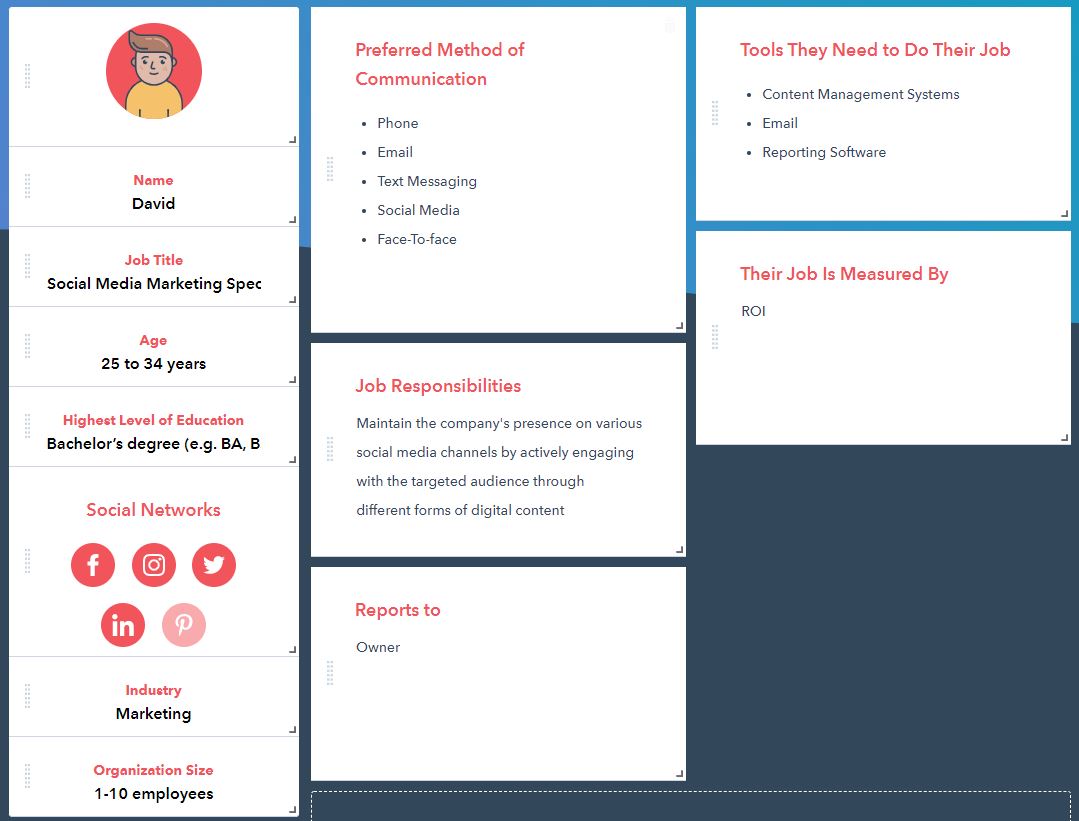 Name
David
Job Title
Social Media Marketing Spec
Age
25 to 34 years
Highest Level of Education
Bachelor's degree (e.g. BA, B
Social Networks
Industry
Marketing
Organization Size
1-10 employees
Preferred Method of
Communication
• Phone
• Email
• Text Messaging
• Social Media
• Face-To-face
Job Responsibilities
Maintain the company's presence on various
social media channels by actively engaging
with the targeted audience through
different forms of digital content
Reports to
Owner
Tools They Need to Do Their Job
• Content Management Systems
• Email
• Reporting Software
Their Job Is Measured By
ROI